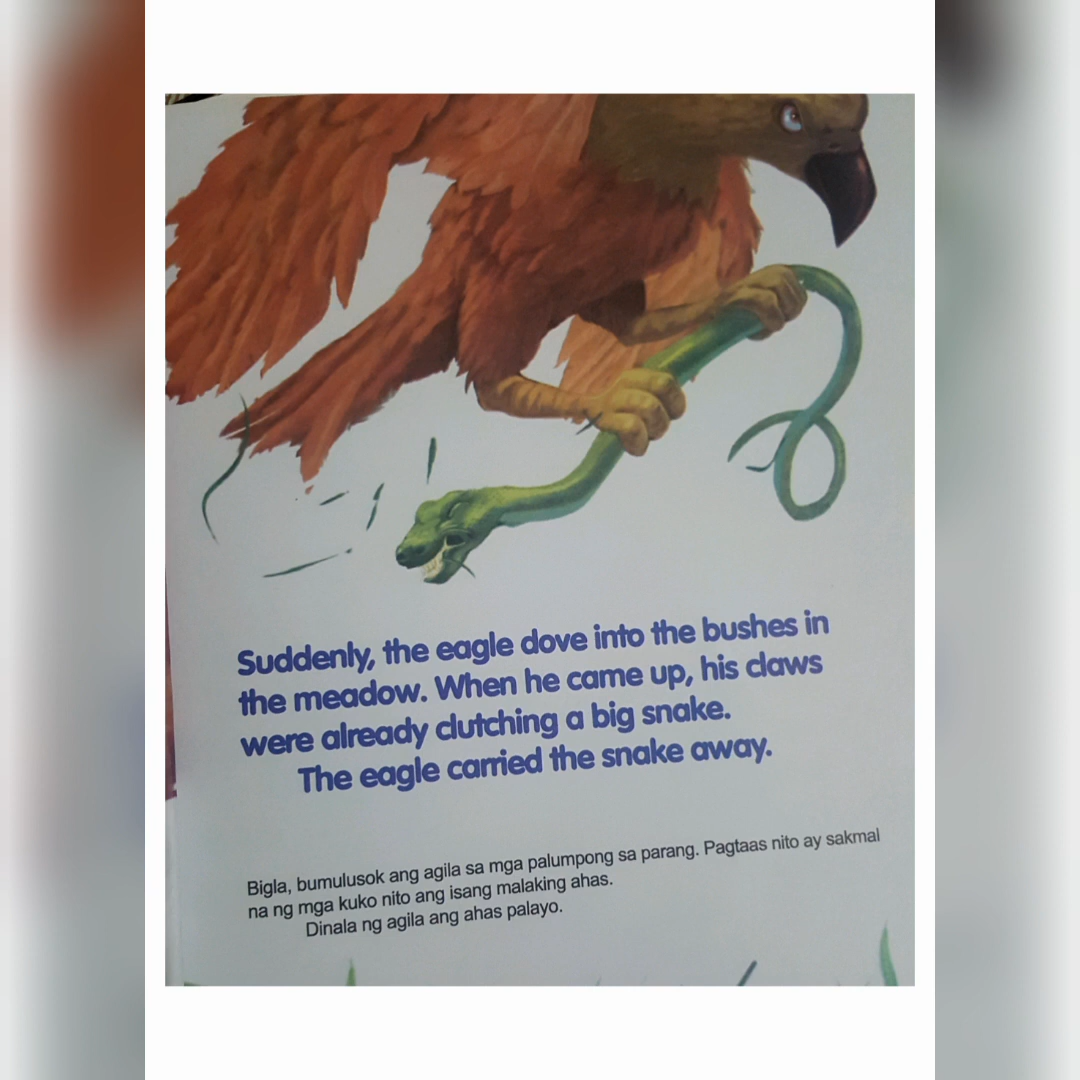 Suddenly, the eagle dove into the bushes in
the meadow. When he came up, his claws
were already clutching a big snake.
The eagle carried the snake away.
Bigla, bumulusok ang agila sa mga palumpong sa parang. Pagtaas nito ay sakmal
na ng mga kuko nito ang isang malaking ahas.
Dinala ng agila ang ahas palayo.